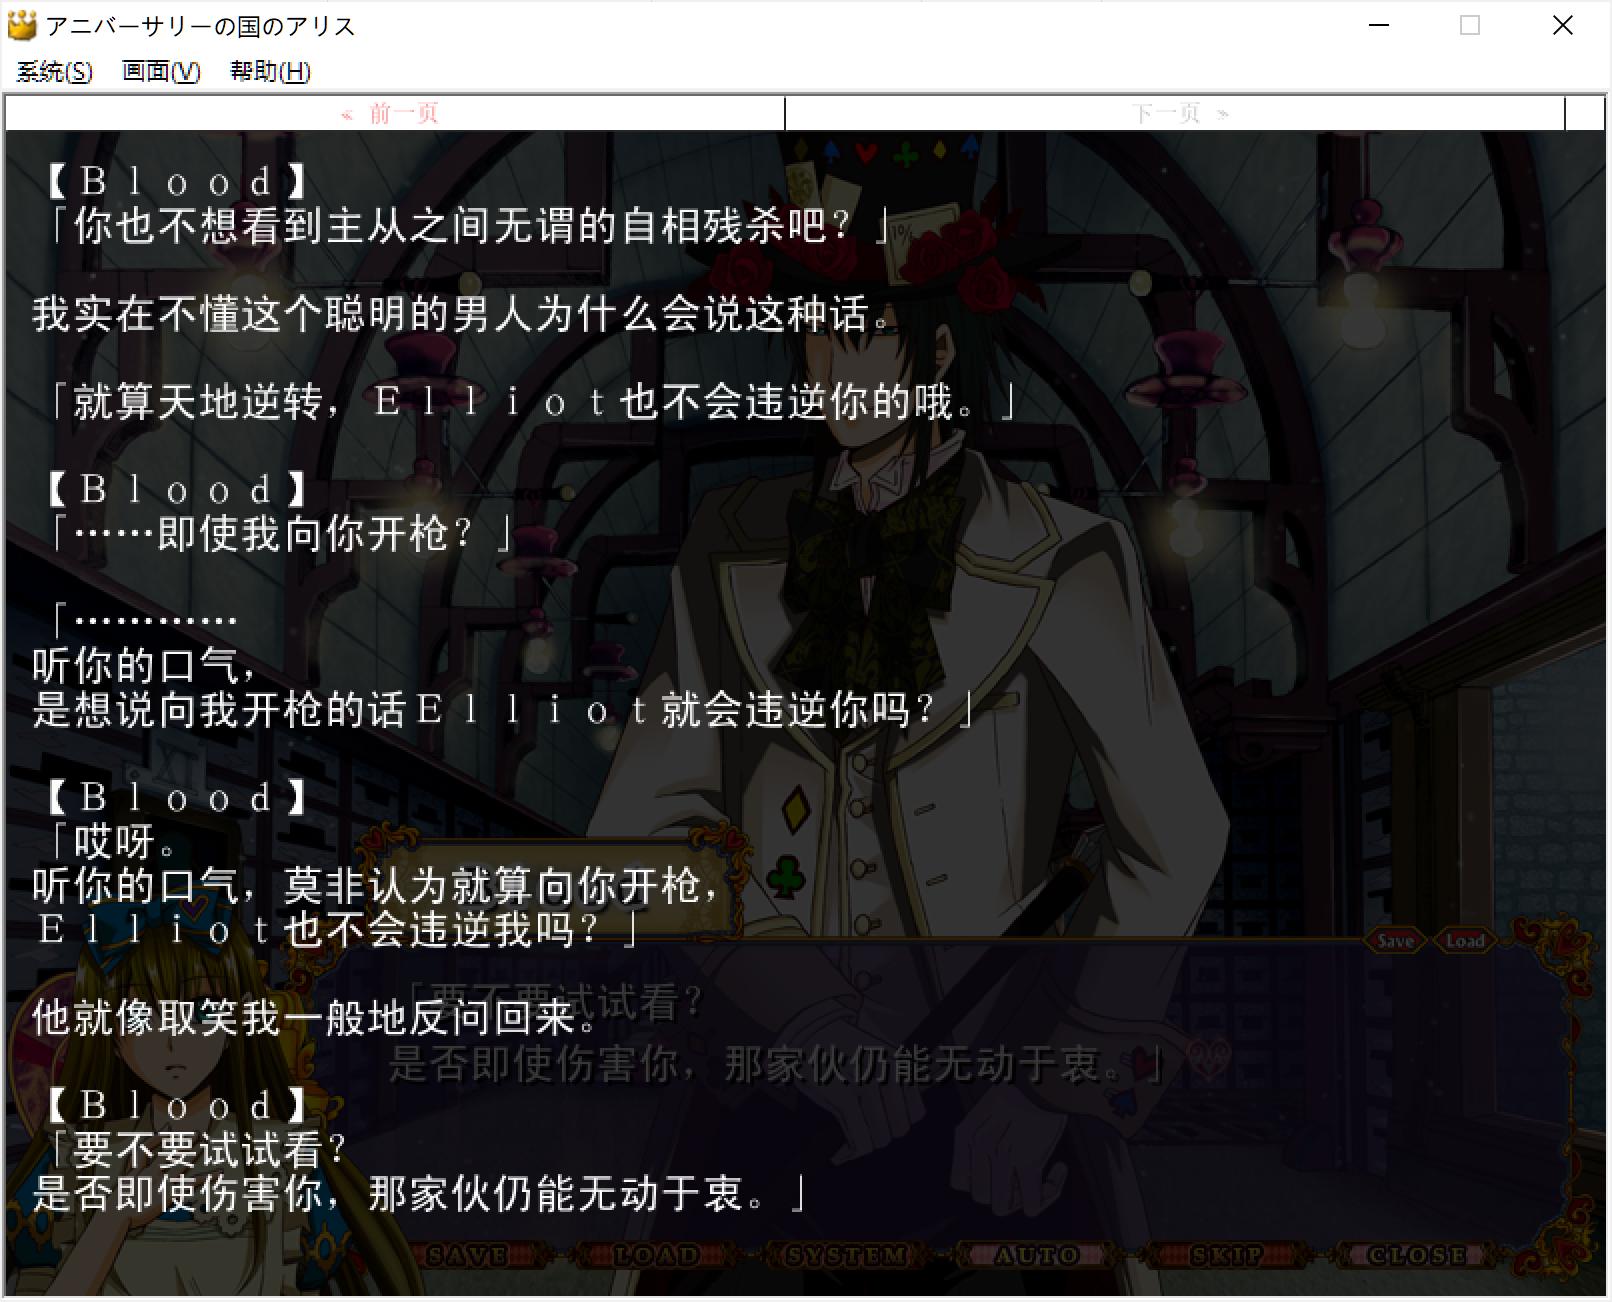 アニバーサリーの国のアリス
系统(S) 画面(V) 帮助(H)
« 前一页 下一页 »
【Blood】
「你也不想看到主从之间无谓的自相残杀吧？」
我实在不懂这个聪明的男人为什么会说这种话。
「就算天地逆转，Elliot也不会违逆你的哦。」
【Blood】
「……即使我向你开枪？」
「…………
听你的口气，
是想说向我开枪的话Elliot就会违逆你吗？」
【Blood】
「哎呀。
听你的口气，莫非认为就算向你开枪，
Elliot也不会违逆我吗？」
他就像取笑我一般地反问回来。
【Blood】
「要不要试试看？
是否即使伤害你，那家伙仍能无动于衷。」
Save Load
「要不要试试看？
是否即使伤害你，那家伙仍能无动于衷。」
SAVE LOAD SYSTEM AUTO SKIP CLOSE